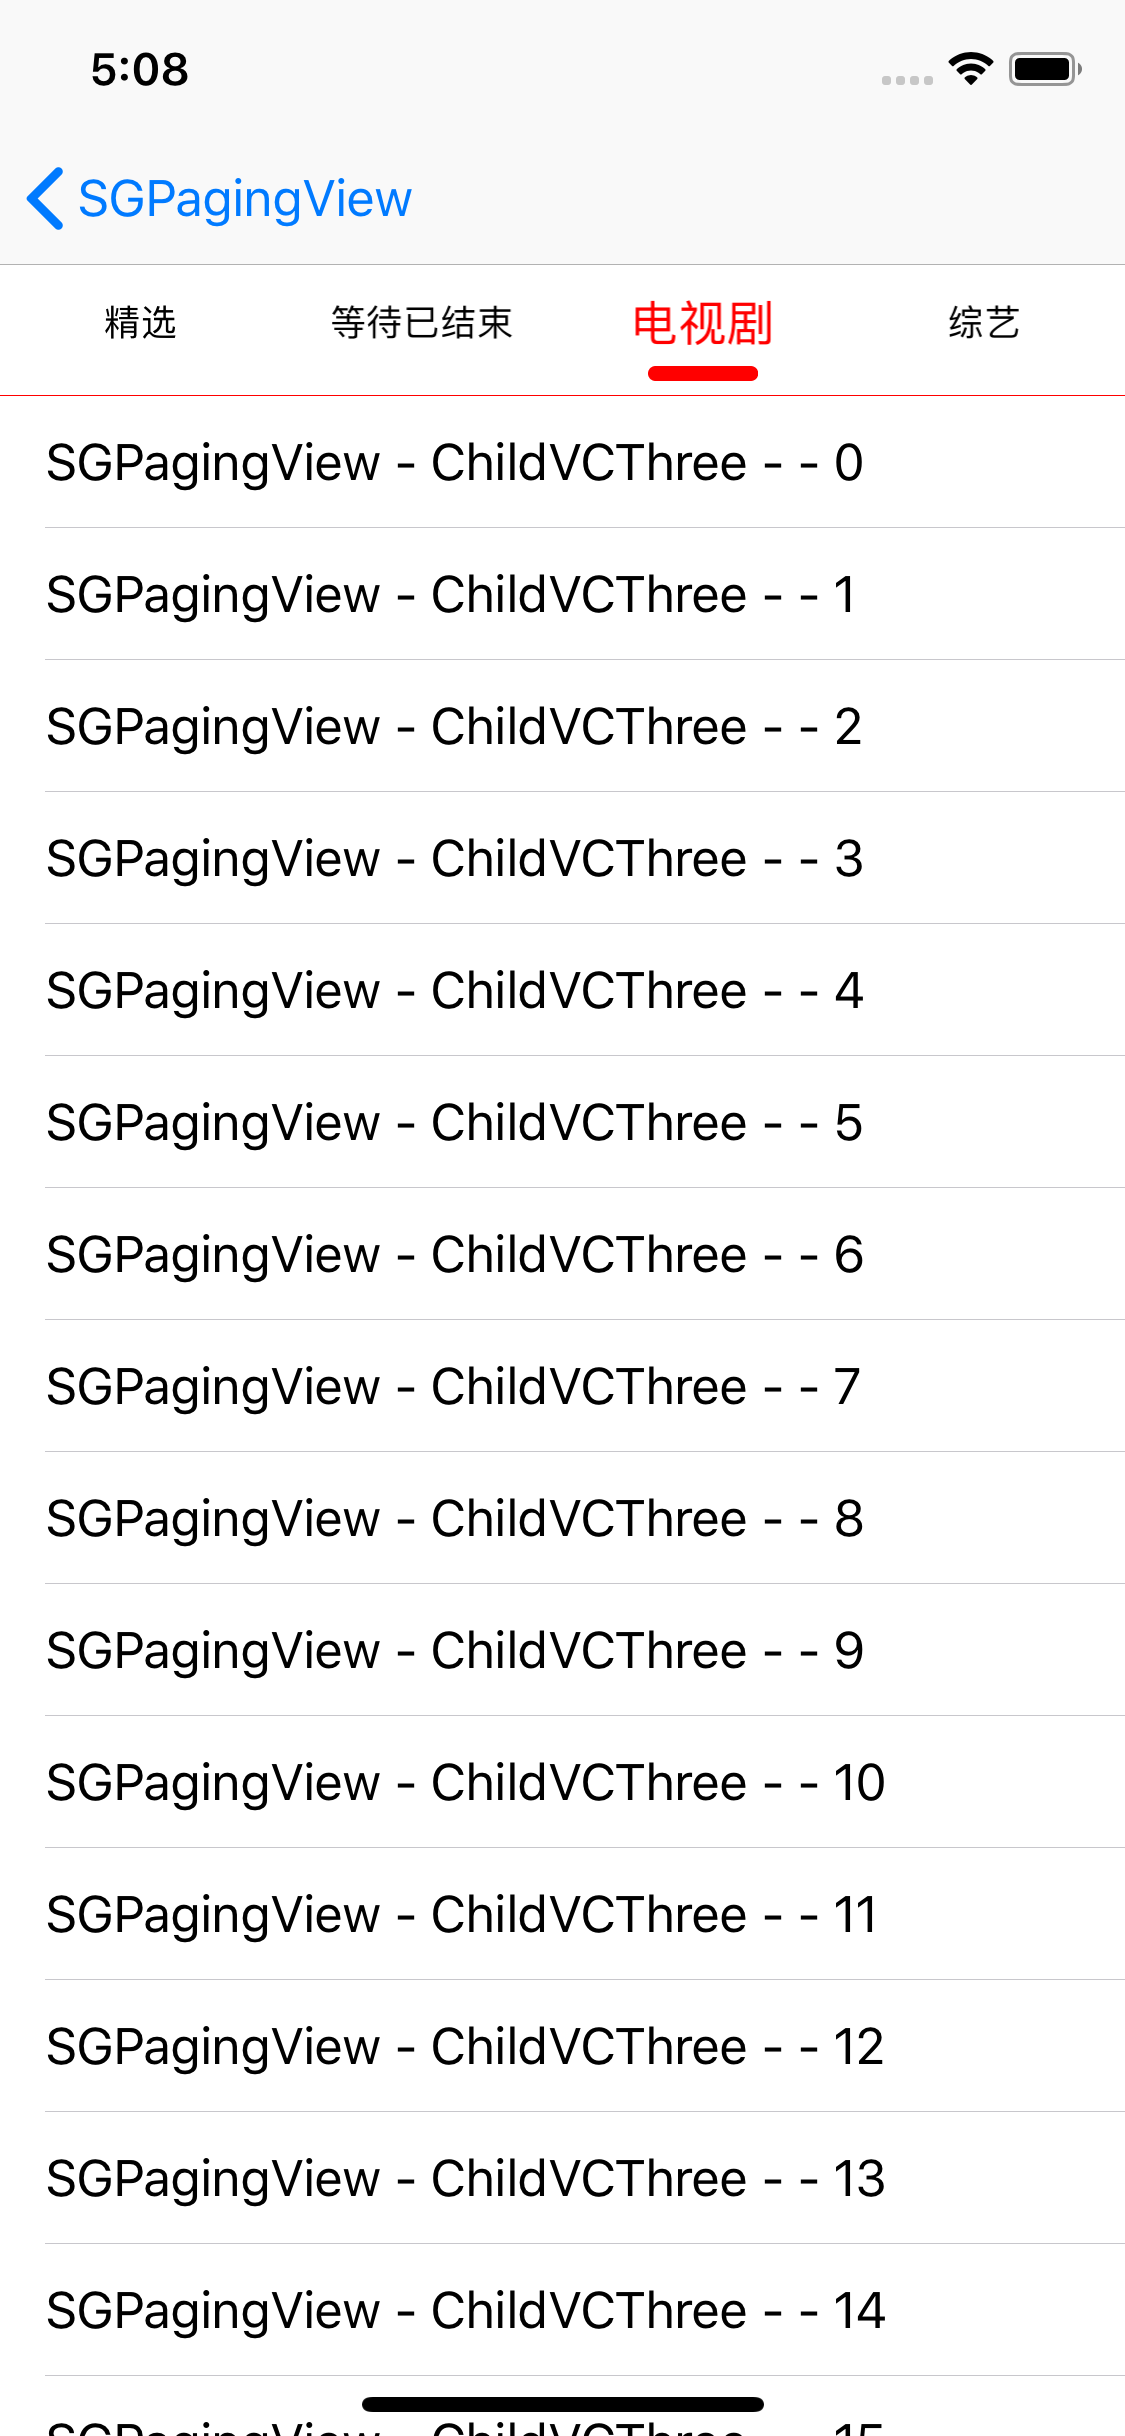 5:08
SGPagingView
精选 等待已结束 电视剧 综艺
SGPagingView - ChildVCThree - - 0
SGPagingView - ChildVCThree - - 1
SGPagingView - ChildVCThree - - 2
SGPagingView - ChildVCThree - - 3
SGPagingView - ChildVCThree - - 4
SGPagingView - ChildVCThree - - 5
SGPagingView - ChildVCThree - - 6
SGPagingView - ChildVCThree - - 7
SGPagingView - ChildVCThree - - 8
SGPagingView - ChildVCThree - - 9
SGPagingView - ChildVCThree - - 10
SGPagingView - ChildVCThree - - 11
SGPagingView - ChildVCThree - - 12
SGPagingView - ChildVCThree - - 13
SGPagingView - ChildVCThree - - 14
SGPagingView - ChildVCThree - - 15